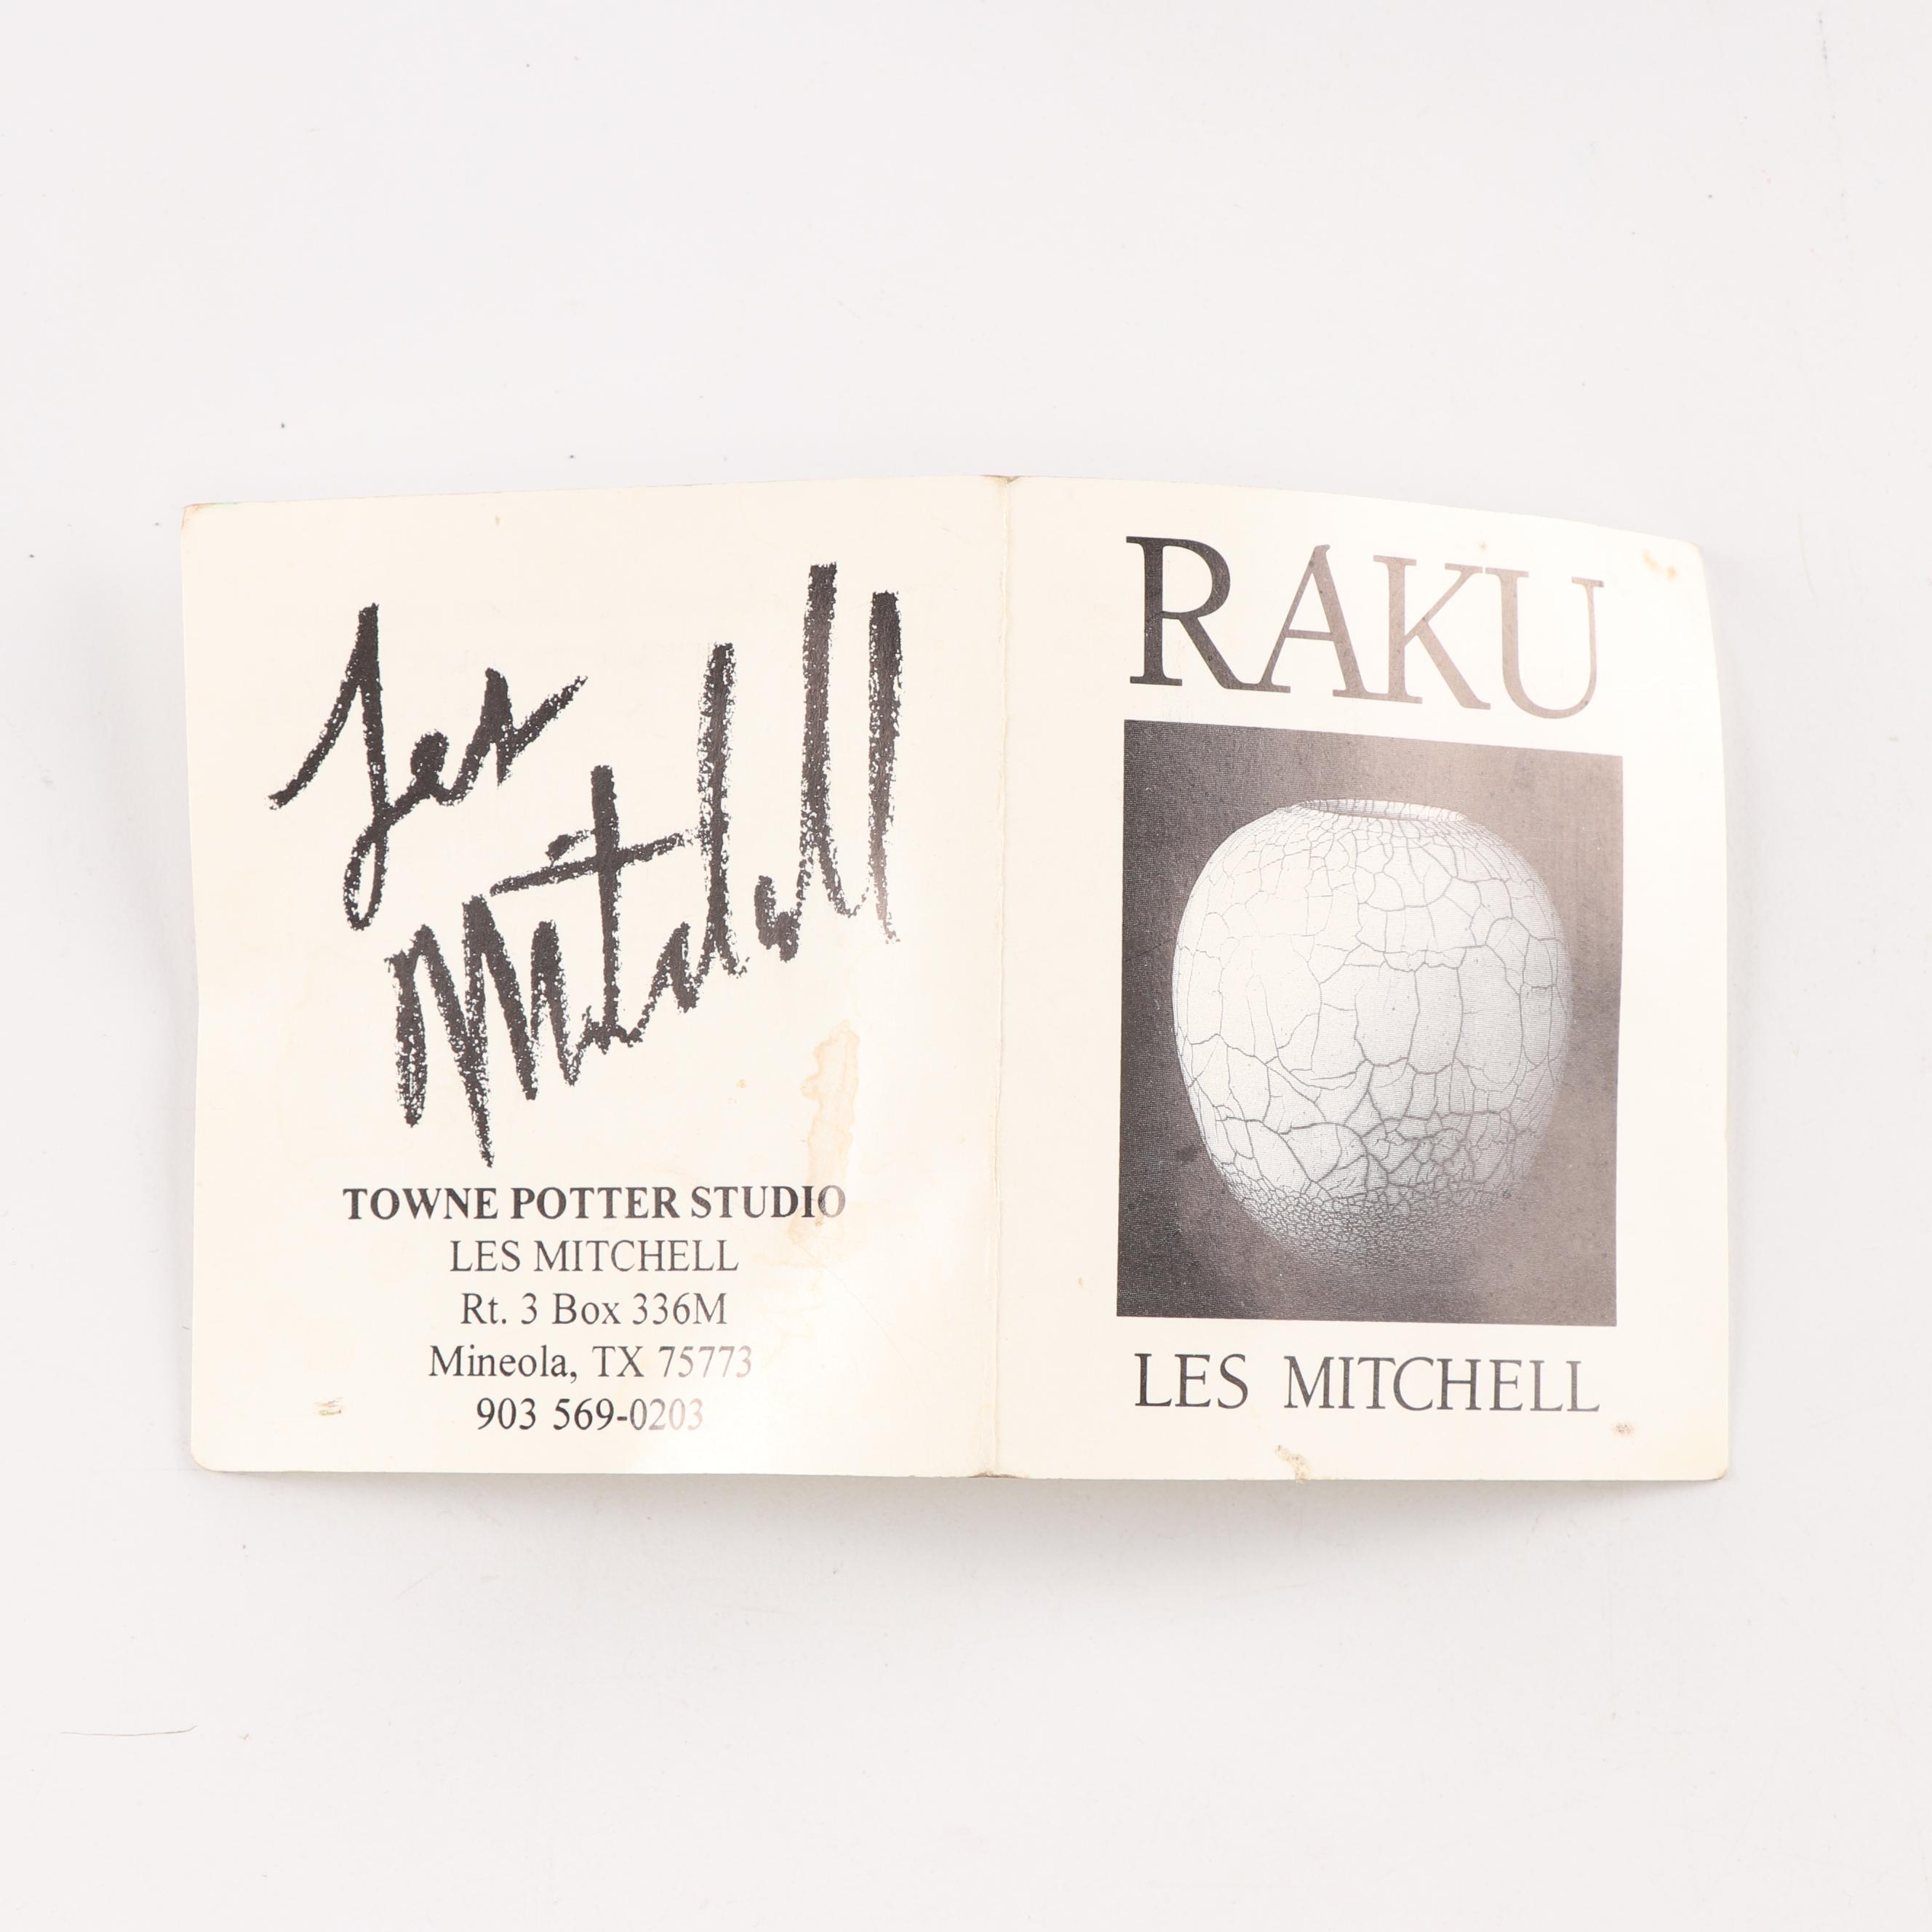 Les
Mitchell
TOWNE POTTER STUDIO
LES MITCHELL
Rt. 3 Box 336M
Mineola, TX 75773
903 569-0203
RAKU
LES MITCHELL